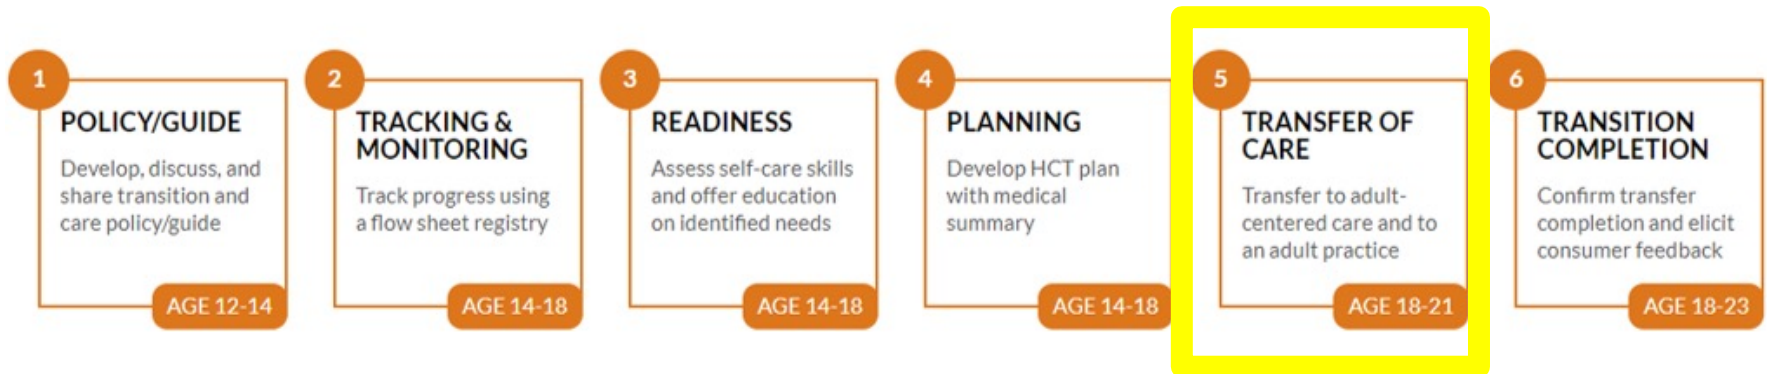 1
POLICY/GUIDE
Develop, discuss, and
share transition and
care policy/guide
AGE 12-14
2
TRACKING &
MONITORING
Track progress using
a flow sheet registry
AGE 14-18
3
READINESS
Assess self-care skills
and offer education
on identified needs
AGE 14-18
4
PLANNING
Develop HCT plan
with medical
summary
AGE 14-18
5
TRANSFER OF
CARE
Transfer to adult-
centered care and to
an adult practice
AGE 18-21
6
TRANSITION
COMPLETION
Confirm transfer
completion and elicit
consumer feedback
AGE 18-23